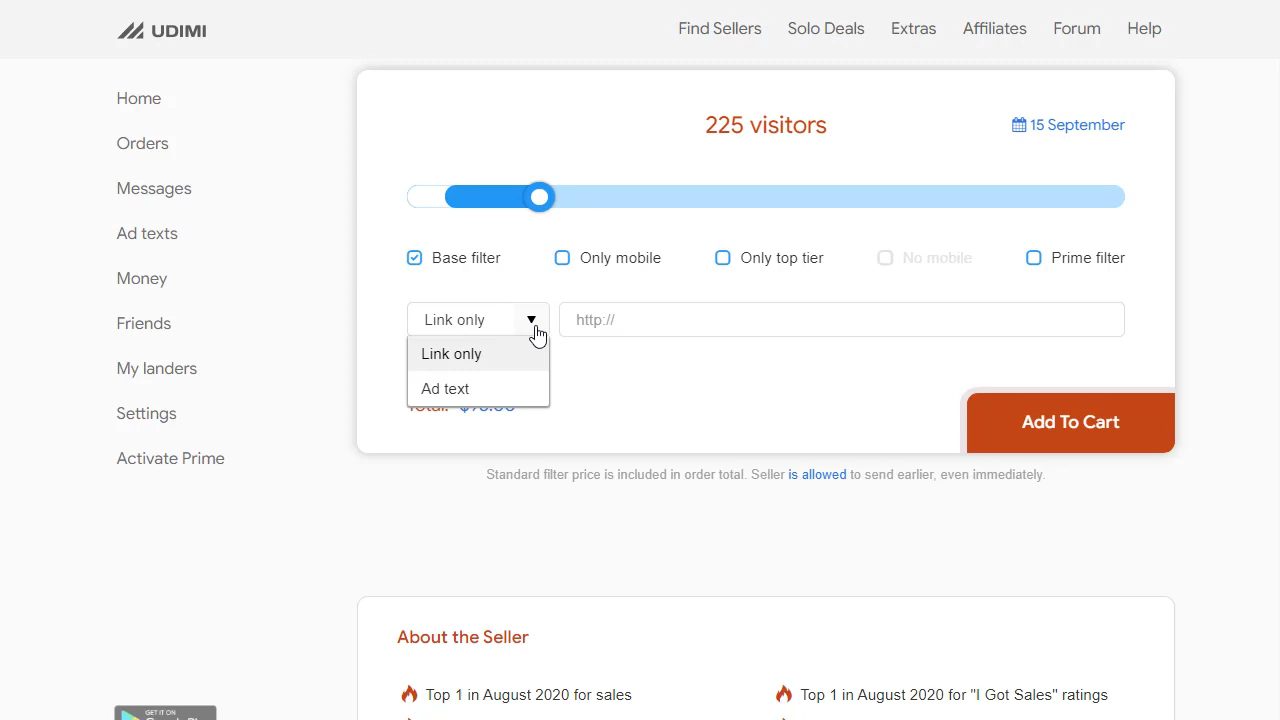 UDIMI
Find Sellers Solo Deals Extras Affiliates Forum Help
Home
Orders
Messages
Ad texts
Money
Friends
My landers
Settings
Activate Prime
225 visitors
15 September
Base filter Only mobile Only top tier No mobile Prime filter
Link only http://
Link only
Ad text
Total:
Add To Cart
Standard filter price is included in order total. Seller is allowed to send earlier, even immediately.
About the Seller
Top 1 in August 2020 for sales
Top 1 in August 2020 for "I Got Sales" ratings
GET IT ON